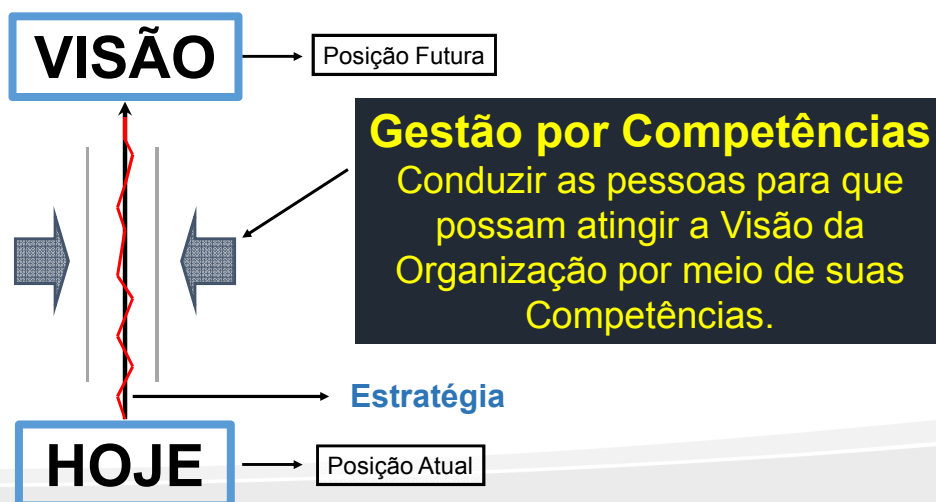 VISÃO
Posição Futura
Gestão por Competências
Conduzir as pessoas para que
possam atingir a Visão da
Organização por meio de suas
Competências.
Estratégia
HOJE
Posição Atual